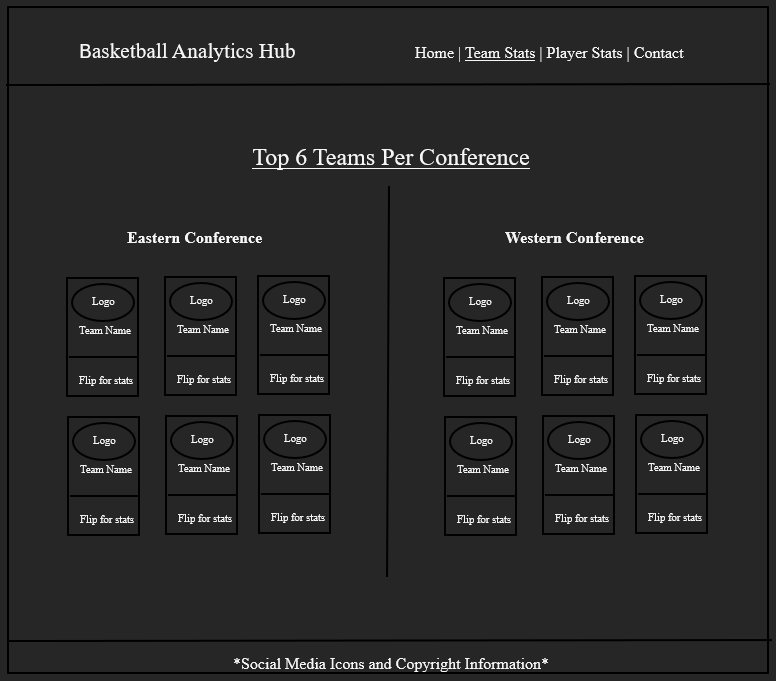 Basketball Analytics Hub
Home | Team Stats | Player Stats | Contact
Top 6 Teams Per Conference
Eastern Conference
Logo Logo Logo
Team Name Team Name Team Name
Flip for stats Flip for stats Flip for stats
Logo Logo Logo
Team Name Team Name Team Name
Flip for stats Flip for stats Flip for stats
Western Conference
Logo Logo Logo
Team Name Team Name Team Name
Flip for stats Flip for stats Flip for stats
Logo Logo Logo
Team Name Team Name Team Name
Flip for stats Flip for stats Flip for stats
*Social Media Icons and Copyright Information*